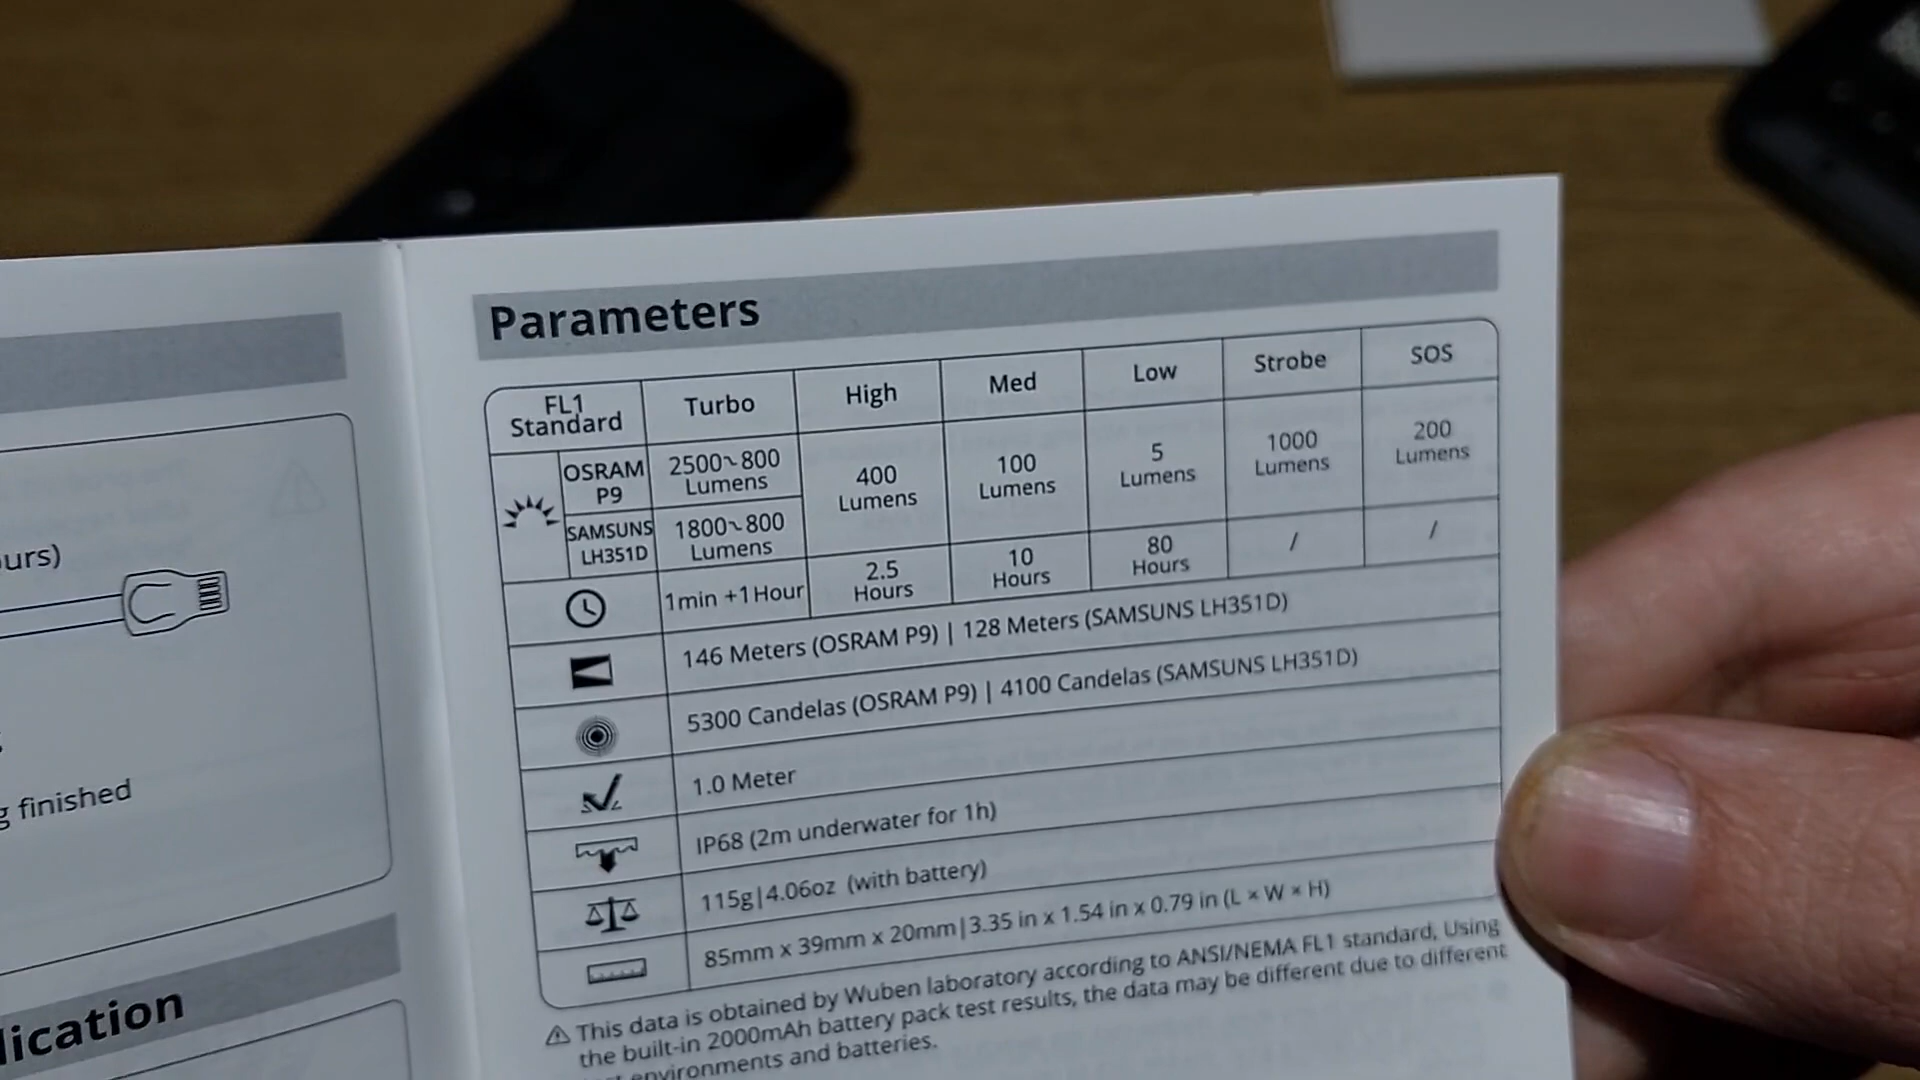 urs)
g finished
lication
Parameters
FL1 Standard
Turbo
High
Med
Low
Strobe
SOS
OSRAM P9
2500~800 Lumens
SAMSUNS LH351D
1800~800 Lumens
400 Lumens
100 Lumens
5 Lumens
1000 Lumens
200 Lumens
1min +1Hour
2.5 Hours
10 Hours
80 Hours
/
/
146 Meters (OSRAM P9) | 128 Meters (SAMSUNS LH351D)
5300 Candelas (OSRAM P9) | 4100 Candelas (SAMSUNS LH351D)
1.0 Meter
IP68 (2m underwater for 1h)
115g|4.06oz (with battery)
85mm x 39mm x 20mm|3.35 in x 1.54 in x 0.79 in (L × W × H)
This data is obtained by Wuben laboratory according to ANSI/NEMA FL1 standard, Using
the built-in 2000mAh battery pack test results, the data may be different due to different
environments and batteries.